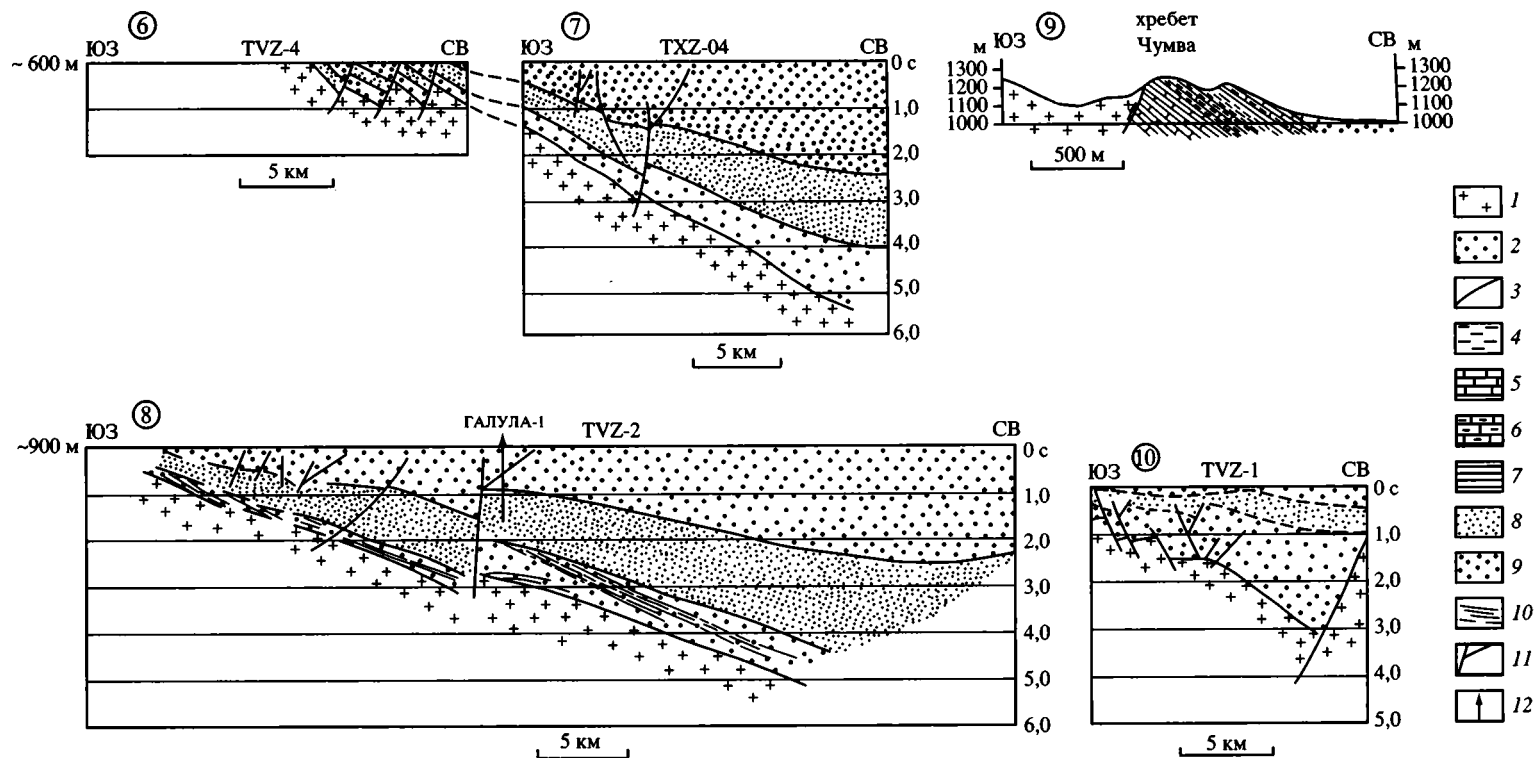 6
ЮЗ TVZ-4 СВ
~ 600 м
5 км
7
ЮЗ TXZ-04 СВ
0 с
1,0
2,0
3,0
4,0
5,0
6,0
5 км
9
хребет
Чумва
м ЮЗ СВ м
1300 1300
1200 1200
1100 1100
1000 1000
500 м
8
ЮЗ ГАЛУЛА-1 TVZ-2 СВ
~900 м
0 с
1,0
2,0
3,0
4,0
5,0
6,0
5 км
10
ЮЗ TVZ-1 СВ
0 с
1,0
2,0
3,0
4,0
5,0
5 км
1
2
3
4
5
6
7
8
9
10
11
12